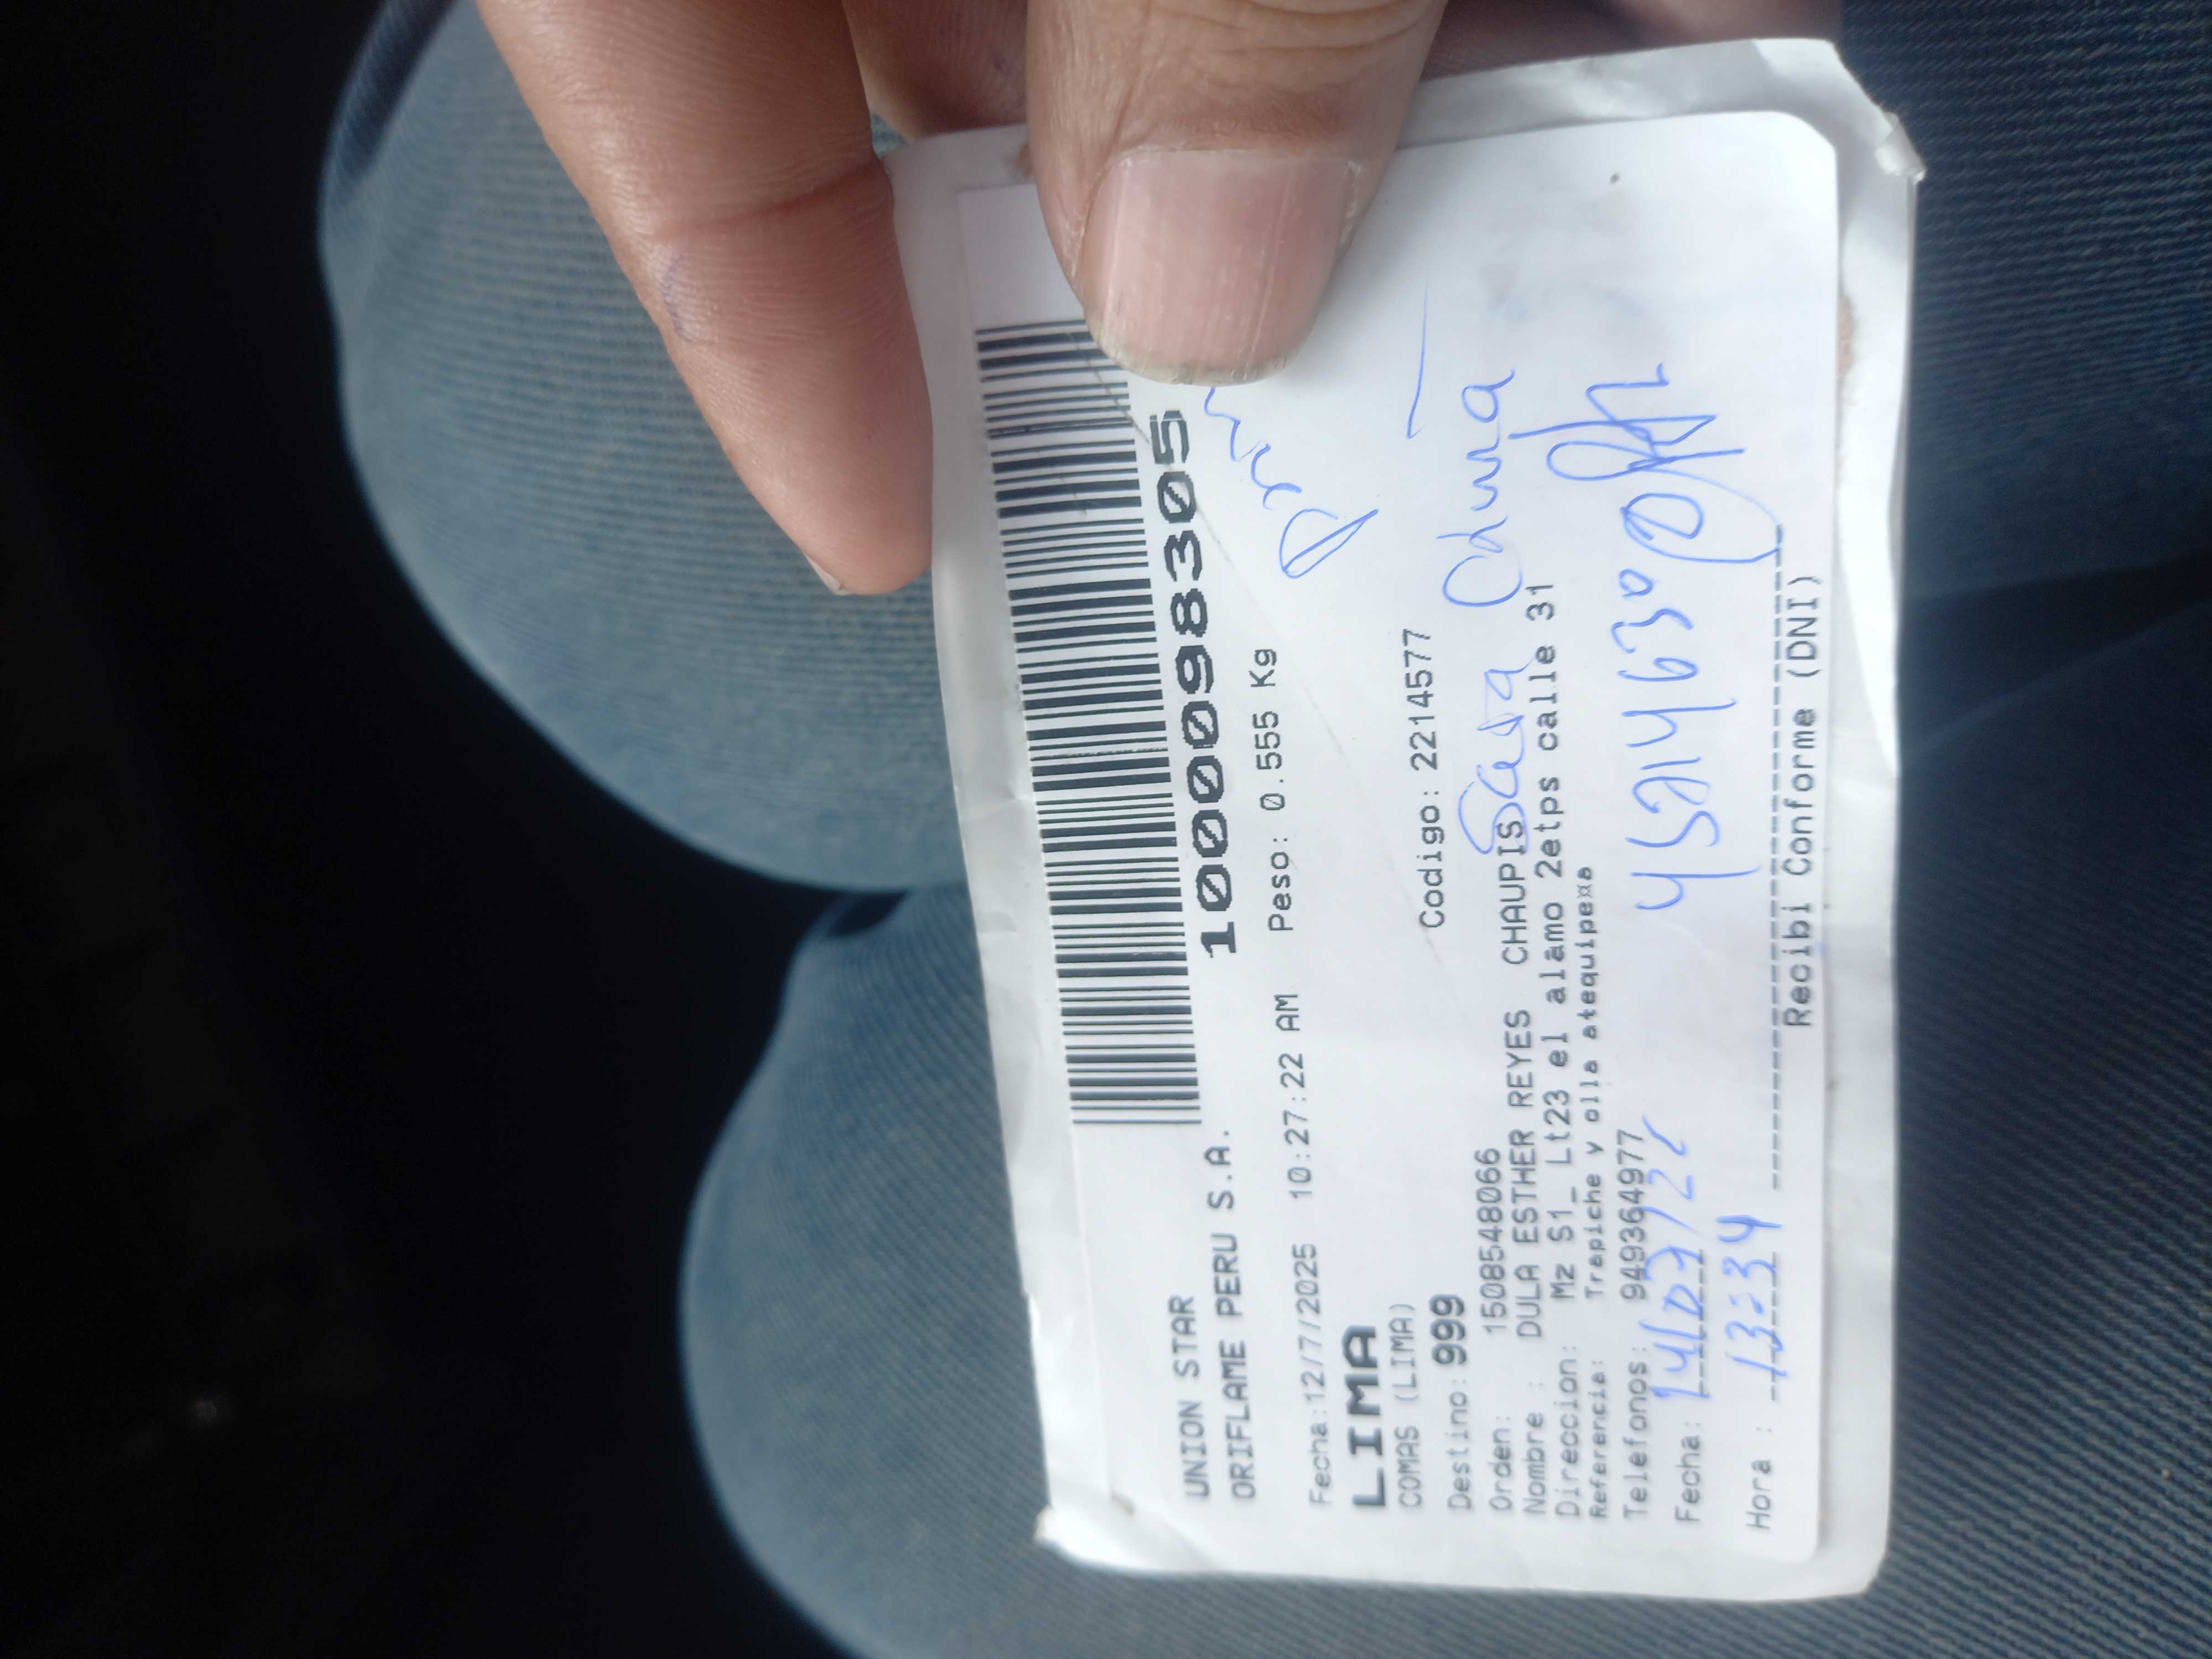 UNION STAR
ORIFLAME PERU S.A.
1000098305
Fecha:12/7/2025 10:27:22 AM Peso: 0.555 Kg
LIMA
COMAS (LIMA)
Destino: 999 Codigo: 2214577
Orden: 1508548066
Nombre : DULA ESTHER REYES CHAUPIS
Direccion: Mz S1_ Lt23 el alamo 2etps calle 31
Referencia: Trapiche y olla atequipe¤a
Telefonos: 949364977
Fecha: 14/07/25
Hora : 13:34
Recibi Conforme (DNI)